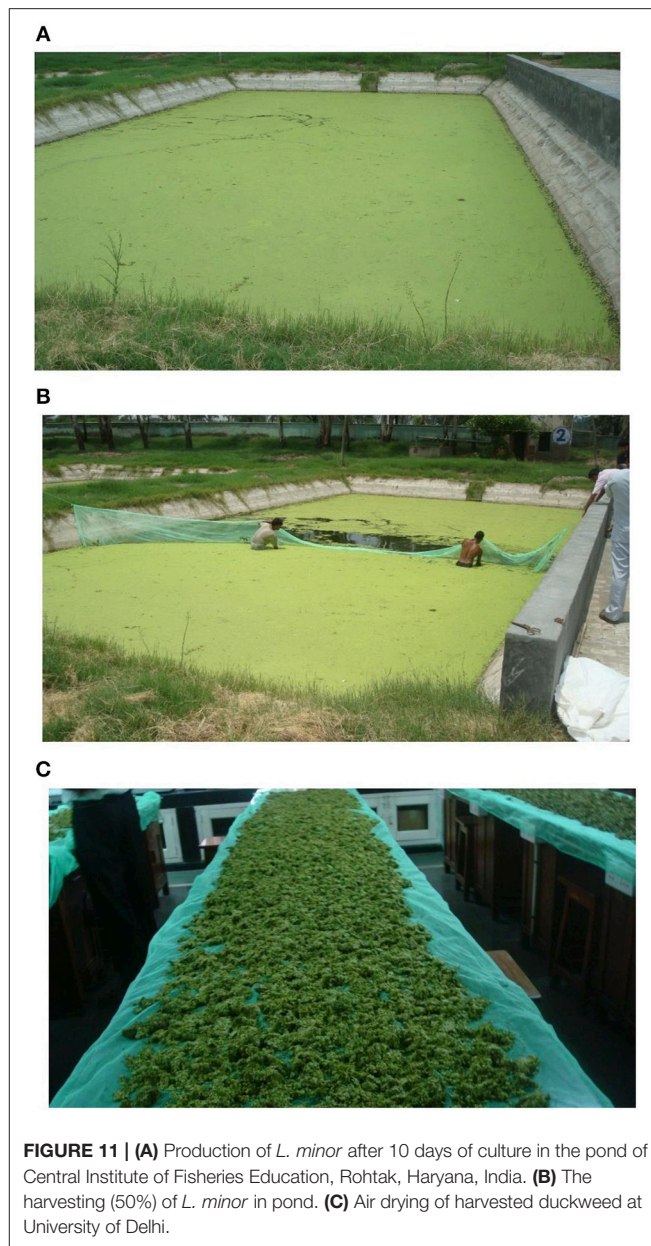 A
B
2
C
FIGURE 11 | (A) Production of L. minor after 10 days of culture in the pond of
Central Institute of Fisheries Education, Rohtak, Haryana, India. (B) The
harvesting (50%) of L. minor in pond. (C) Air drying of harvested duckweed at
University of Delhi.